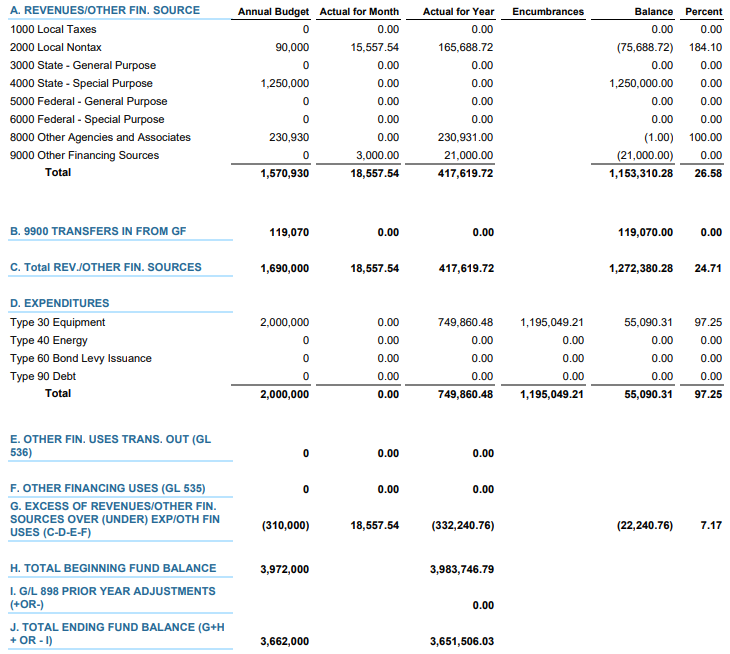 A. REVENUES/OTHER FIN. SOURCE Annual Budget Actual for Month Actual for Year Encumbrances Balance Percent
1000 Local Taxes 0 0.00 0.00 0.00 0.00
2000 Local Nontax 90,000 15,557.54 165,688.72 (75,688.72) 184.10
3000 State - General Purpose 0 0.00 0.00 0.00 0.00
4000 State - Special Purpose 1,250,000 0.00 0.00 1,250,000.00 0.00
5000 Federal - General Purpose 0 0.00 0.00 0.00 0.00
6000 Federal - Special Purpose 0 0.00 0.00 0.00 0.00
8000 Other Agencies and Associates 230,930 0.00 230,931.00 (1.00) 100.00
9000 Other Financing Sources 0 3,000.00 21,000.00 (21,000.00) 0.00
Total 1,570,930 18,557.54 417,619.72 1,153,310.28 26.58
B. 9900 TRANSFERS IN FROM GF 119,070 0.00 0.00 119,070.00 0.00
C. Total REV./OTHER FIN. SOURCES 1,690,000 18,557.54 417,619.72 1,272,380.28 24.71
D. EXPENDITURES
Type 30 Equipment 2,000,000 0.00 749,860.48 1,195,049.21 55,090.31 97.25
Type 40 Energy 0 0.00 0.00 0.00 0.00 0.00
Type 60 Bond Levy Issuance 0 0.00 0.00 0.00 0.00 0.00
Type 90 Debt 0 0.00 0.00 0.00 0.00 0.00
Total 2,000,000 0.00 749,860.48 1,195,049.21 55,090.31 97.25
E. OTHER FIN. USES TRANS. OUT (GL
536) 0 0.00 0.00
F. OTHER FINANCING USES (GL 535) 0 0.00 0.00
G. EXCESS OF REVENUES/OTHER FIN.
SOURCES OVER (UNDER) EXP/OTH FIN
USES (C-D-E-F) (310,000) 18,557.54 (332,240.76) (22,240.76) 7.17
H. TOTAL BEGINNING FUND BALANCE 3,972,000 3,983,746.79
I. G/L 898 PRIOR YEAR ADJUSTMENTS
(+OR-) 0.00
J. TOTAL ENDING FUND BALANCE (G+H
+ OR - I) 3,662,000 3,651,506.03